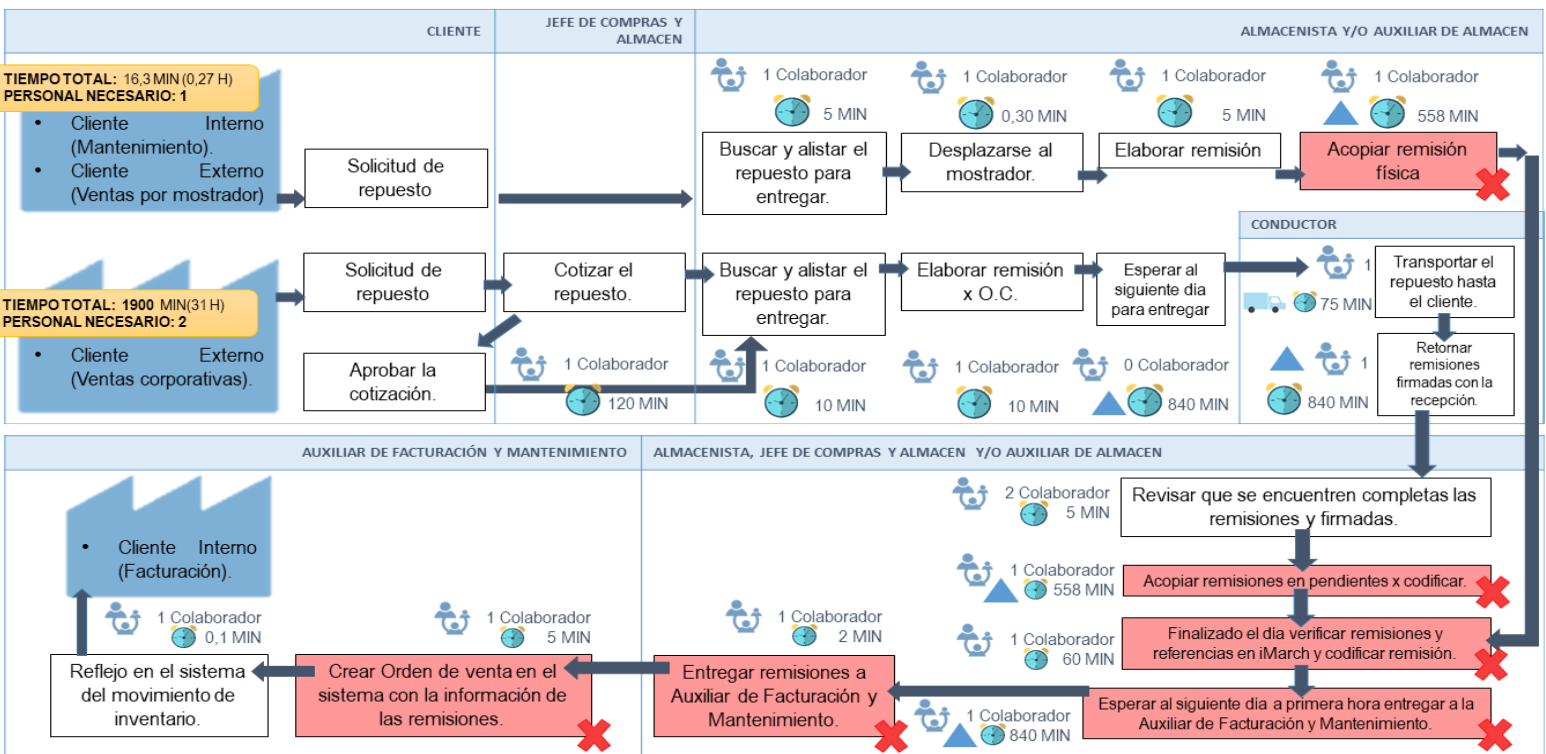 CLIENTE
JEFE DE COMPRAS Y
ALMACEN
ALMACENISTA Y/O AUXILIAR DE ALMACEN
TIEMPO TOTAL: 16,3 MIN (0,27 H)
PERSONAL NECESARIO: 1
• Cliente Interno
(Mantenimiento).
• Cliente Externo
(Ventas por mostrador)
Solicitud de
repuesto
1 Colaborador
5 MIN
Buscar y alistar el
repuesto para
entregar.
1 Colaborador
0,30 MIN
Desplazarse al
mostrador.
1 Colaborador
5 MIN
Elaborar remisión
1 Colaborador
558 MIN
Acopiar remisión
física
TIEMPO TOTAL: 1900 MIN(31 H)
PERSONAL NECESARIO: 2
• Cliente Externo
(Ventas corporativas).
Solicitud de
repuesto
Cotizar el
repuesto.
Aprobar la
cotización.
1 Colaborador
120 MIN
Buscar y alistar el
repuesto para
entregar.
1 Colaborador
10 MIN
Elaborar remisión
x O.C.
1 Colaborador
10 MIN
Esperar al
siguiente día
para entregar
0 Colaborador
840 MIN
CONDUCTOR
1
75 MIN
Transportar el
repuesto hasta
el cliente.
1
840 MIN
Retornar
remisiones
firmadas con la
recepción.
AUXILIAR DE FACTURACIÓN Y MANTENIMIENTO
ALMACENISTA, JEFE DE COMPRAS Y ALMACEN Y/O AUXILIAR DE ALMACEN
2 Colaborador
5 MIN
Revisar que se encuentren completas las
remisiones y firmadas.
1 Colaborador
558 MIN
Acopiar remisiones en pendientes x codificar.
1 Colaborador
60 MIN
Finalizado el día verificar remisiones y
referencias en iMarch y codificar remisión.
1 Colaborador
840 MIN
Esperar al siguiente día a primera hora entregar a la
Auxiliar de Facturación y Mantenimiento.
1 Colaborador
2 MIN
Entregar remisiones a
Auxiliar de Facturación y
Mantenimiento.
1 Colaborador
5 MIN
Crear Orden de venta en el
sistema con la información de
las remisiones.
1 Colaborador
0,1 MIN
Reflejo en el sistema
del movimiento de
inventario.
• Cliente Interno
(Facturación).